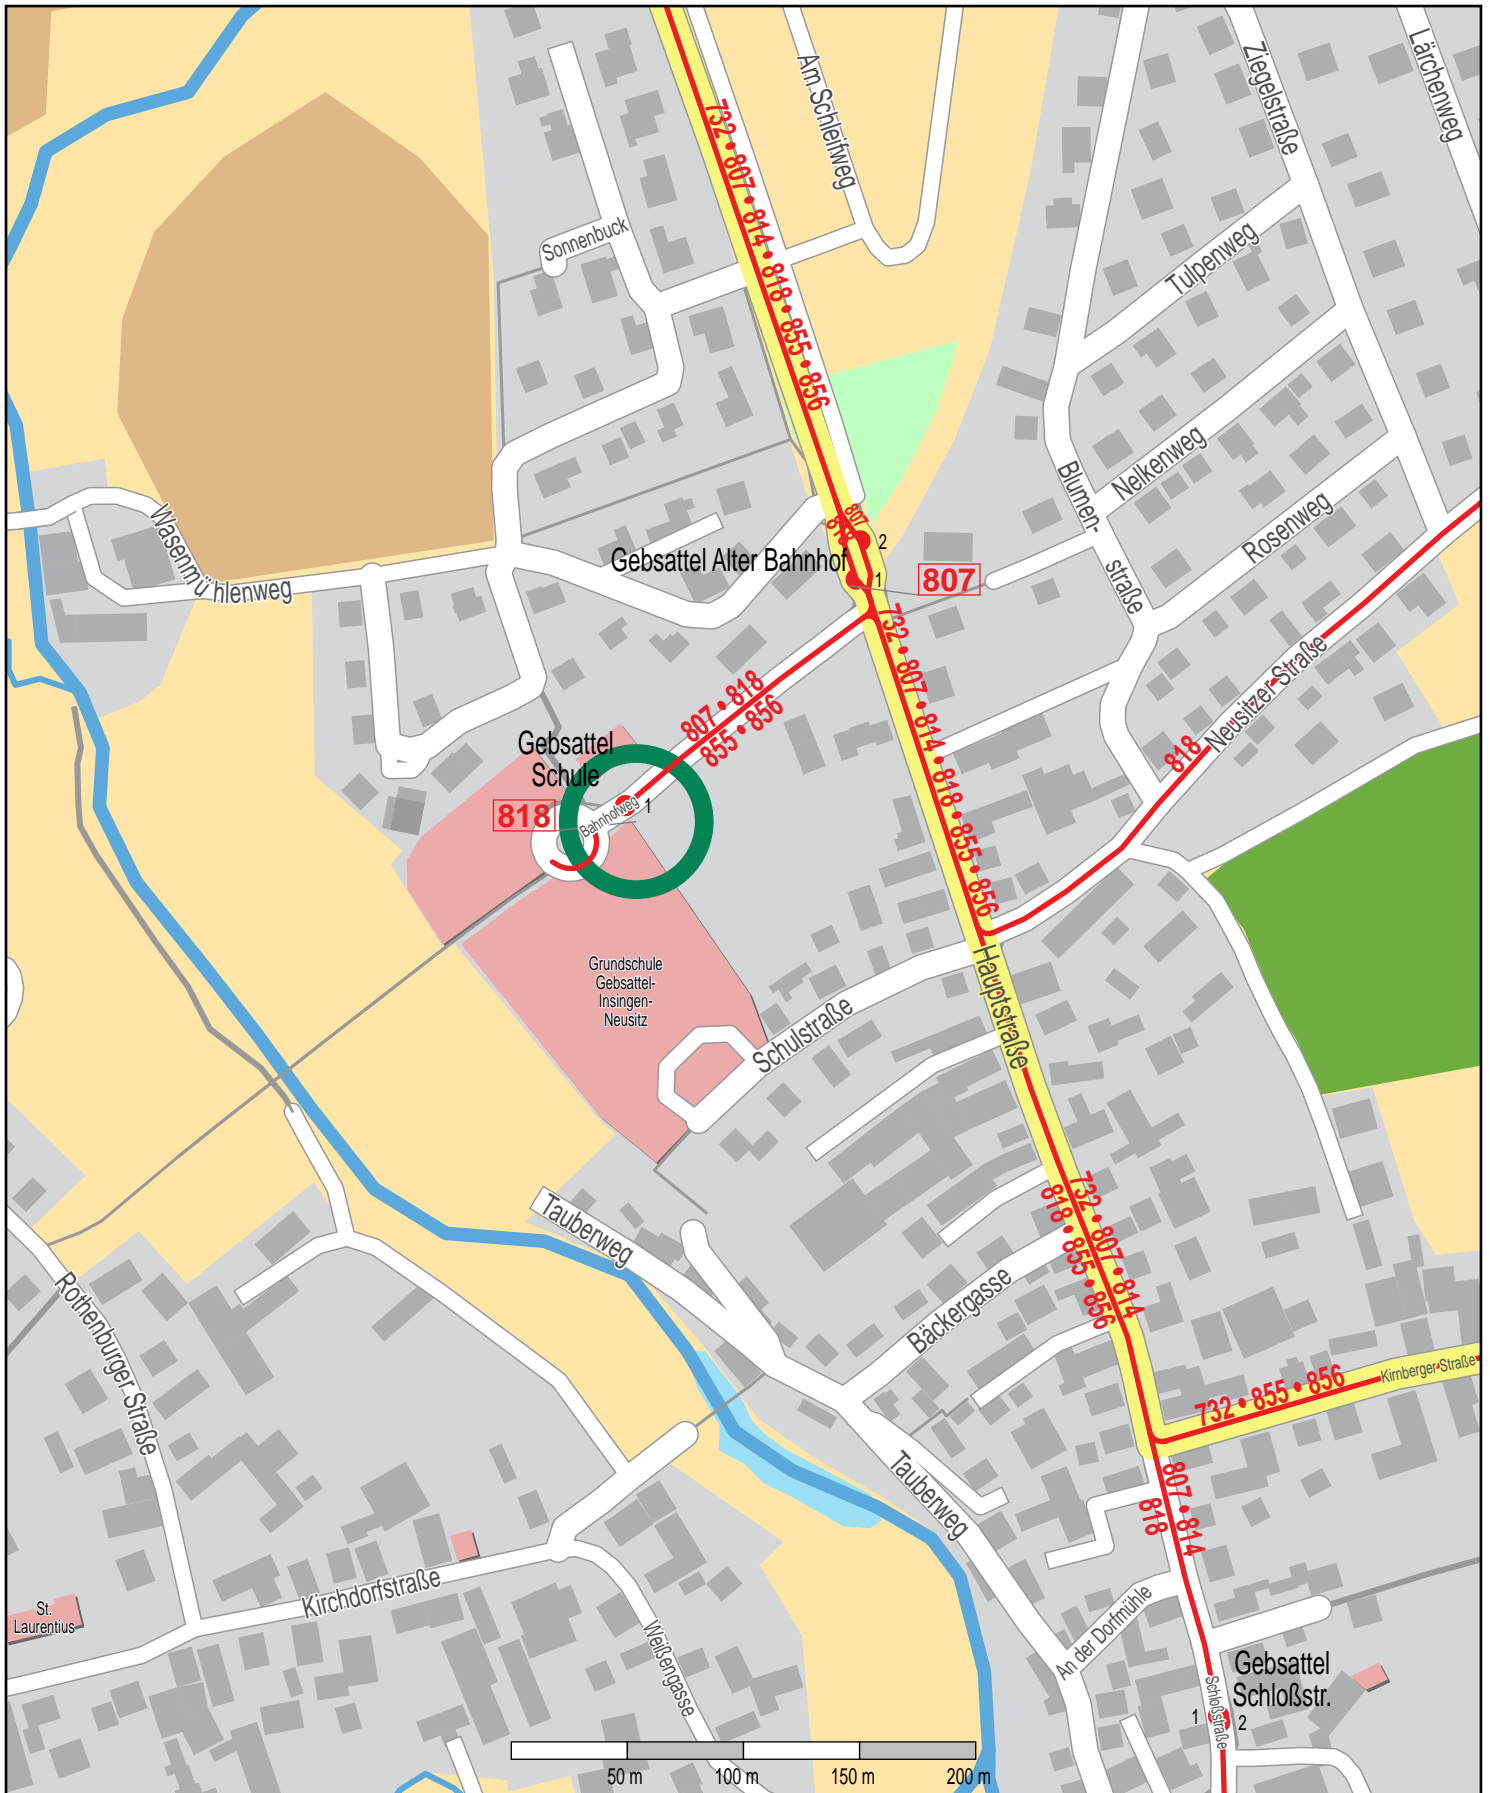 Am Schleifweg
Ziegelstraße
Lärchenweg
732 • 807 • 814 • 818 • 855 • 856
Sonnenbuck
Tulpenweg
Nelkenweg
Blumen-
straße
Rosenweg
Wasenmühlenweg
807
818
2
Gebsattel Alter Bahnhof
1
807
732 • 807 • 814 • 818 • 855 • 856
Neusitzer Straße
818
807 • 818
855 • 856
Gebsattel
Schule
818
Bahnhofweg
1
Grundschule
Gebsattel-
Insingen-
Neusitz
Hauptstraße
Schulstraße
732 • 807 • 814
818 • 855 • 856
Tauberweg
Bäckergasse
Rothenburger Straße
732 • 855 • 856
Kirnberger Straße
Tauberweg
807 • 814
818
Kirchdorfstraße
St.
Laurentius
Weißengasse
An der Dorfmühle
Gebsattel
Schloßstr.
Schloßstraße
1
2
50 m
100 m
150 m
200 m